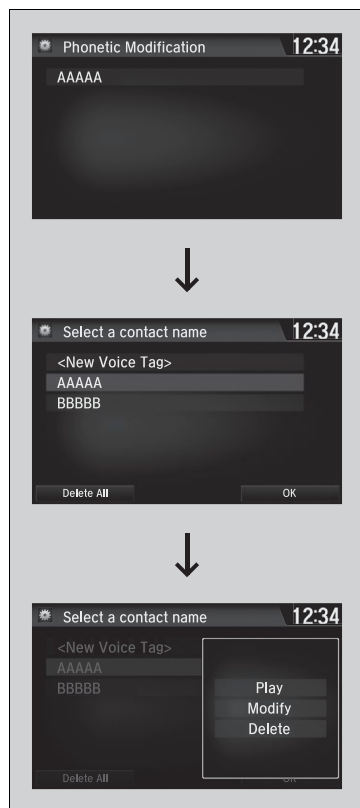 Phonetic Modification 12:34
AAAAA
Select a contact name 12:34
<New Voice Tag>
AAAAA
BBBBB
Delete All OK
Select a contact name 12:34
<New Voice Tag>
AAAAA
BBBBB
Play
Modify
Delete
Delete All OK